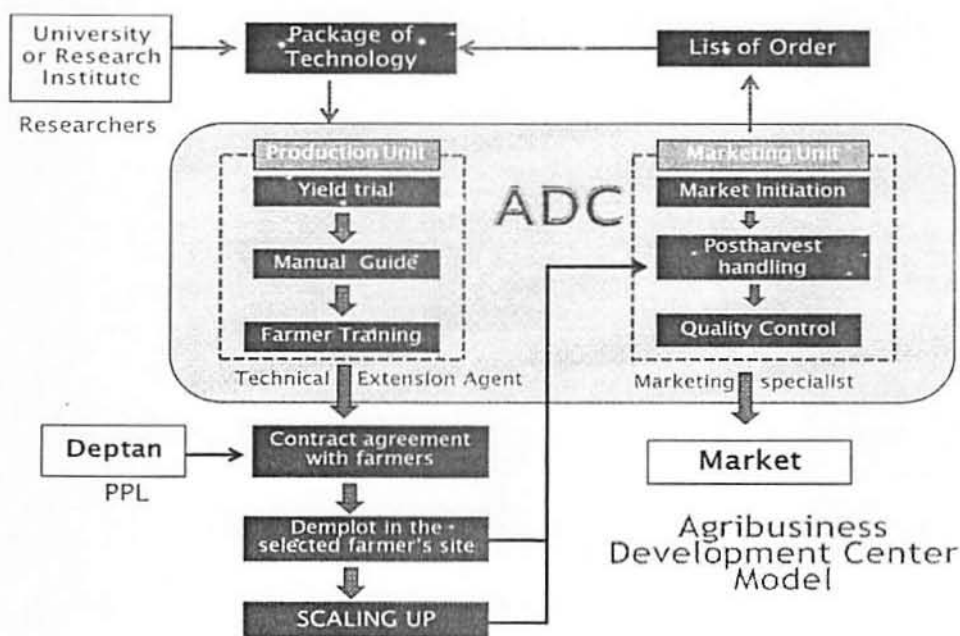 University
or Research
Institute
Researchers
Package of
Technology
List of Order
Production Unit
Yield trial
Manual Guide
Farmer Training
Technical Extension Agent
ADC
Marketing Unit
Market Initiation
Postharvest
handling
Quality Control
Marketing specialist
Deptan
PPL
Contract agreement
with farmers
Demplot in the
selected farmer's site
SCALING UP
Market
Agribusiness
Development Center
Model